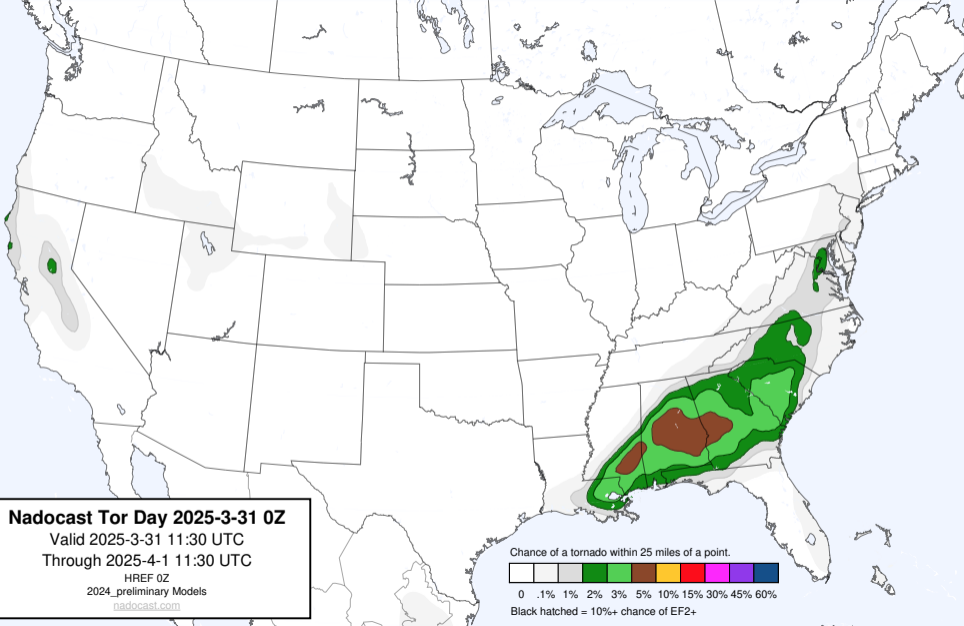 Nadocast Tor Day 2025-3-31 0Z
Valid 2025-3-31 11:30 UTC
Through 2025-4-1 11:30 UTC
HREF 0Z
2024_preliminary Models
nadocast.com
Chance of a tornado within 25 miles of a point.
0 .1% 1% 2% 3% 5% 10% 15% 30% 45% 60%
Black hatched = 10%+ chance of EF2+